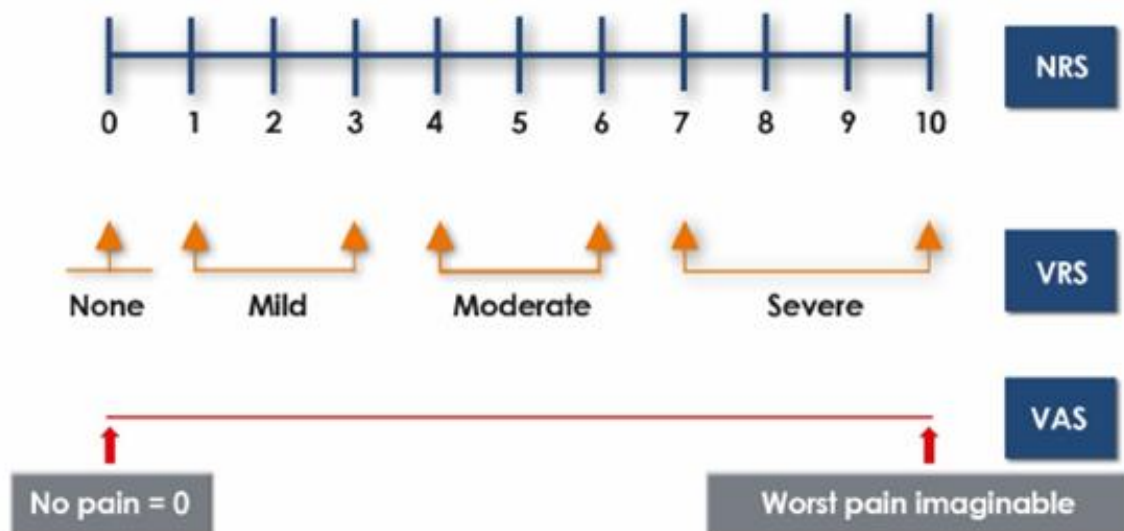 0 1 2 3 4 5 6 7 8 9 10 NRS
None Mild Moderate Severe VRS
VAS
No pain = 0 Worst pain imaginable